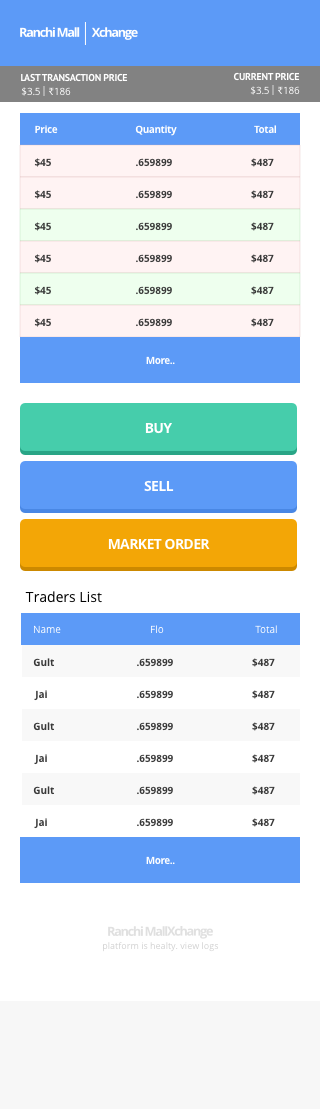 Ranchi Mall | Xchange
LAST TRANSACTION PRICE CURRENT PRICE
$3.5 | ₹186 $3.5 | ₹186
Price Quantity Total
$45 .659899 $487
$45 .659899 $487
$45 .659899 $487
$45 .659899 $487
$45 .659899 $487
$45 .659899 $487
More..
BUY
SELL
MARKET ORDER
Traders List
Name Flo Total
Gult .659899 $487
Jai .659899 $487
Gult .659899 $487
Jai .659899 $487
Gult .659899 $487
Jai .659899 $487
More..
Ranchi MallXchange
platform is healty. view logs